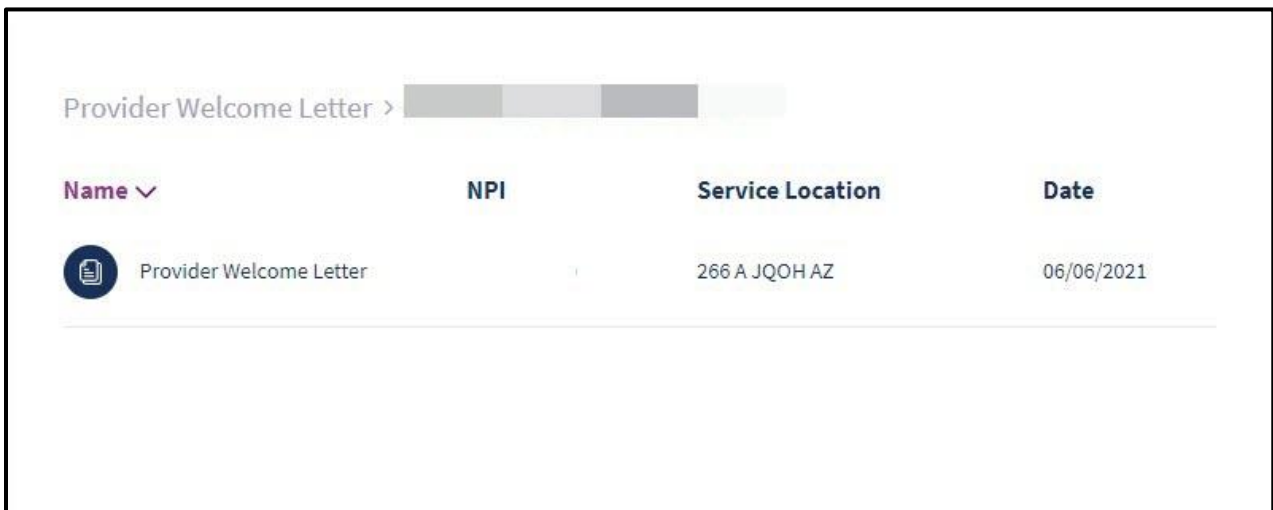 Provider Welcome Letter >
Name NPI Service Location Date
Provider Welcome Letter 266 A JQOH AZ 06/06/2021